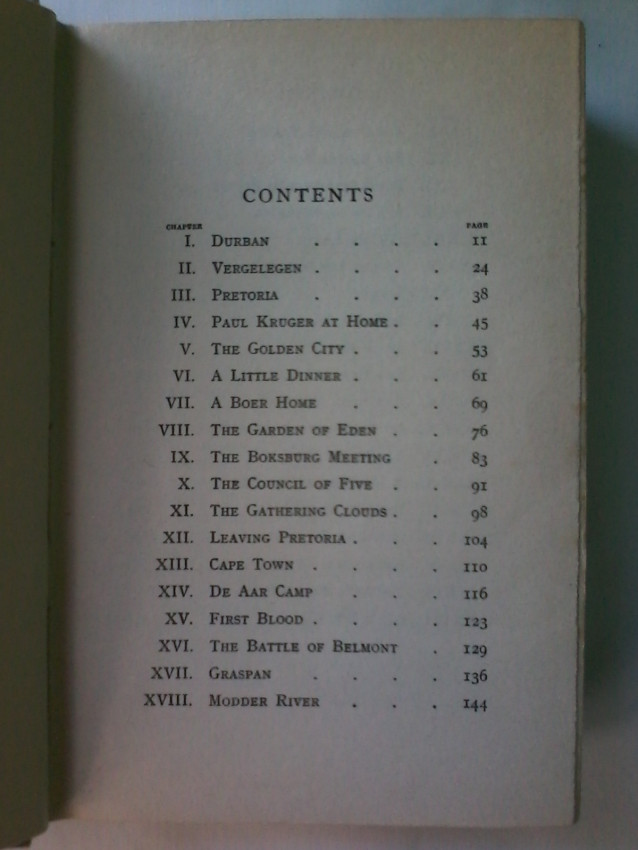 CONTENTS
CHAPTER PAGE
I. DURBAN . . . . 11
II. VERGELEGEN . . . . 24
III. PRETORIA . . . . 38
IV. PAUL KRUGER AT HOME . . 45
V. THE GOLDEN CITY . . . 53
VI. A LITTLE DINNER . . . 61
VII. A BOER HOME . . . 69
VIII. THE GARDEN OF EDEN . . 76
IX. THE BOKSBURG MEETING . 83
X. THE COUNCIL OF FIVE . . 91
XI. THE GATHERING CLOUDS . . 98
XII. LEAVING PRETORIA . . . 104
XIII. CAPE TOWN . . . . 110
XIV. DE AAR CAMP . . . 116
XV. FIRST BLOOD . . . . 123
XVI. THE BATTLE OF BELMONT . 129
XVII. GRASPAN . . . . 136
XVIII. MODDER RIVER . . . 144